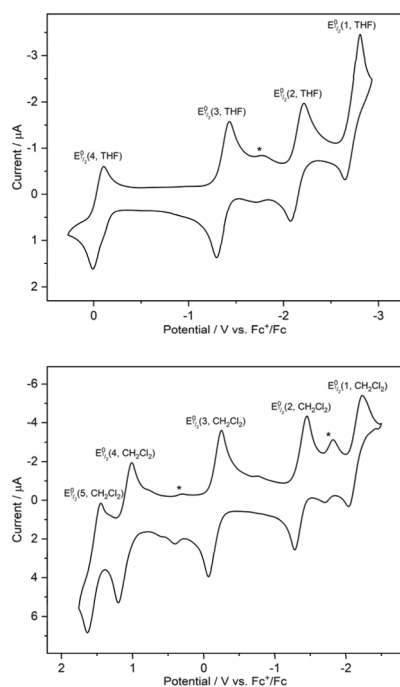 E⁰₁/₂(1, THF)
-3
E⁰₁/₂(3, THF)
E⁰₁/₂(2, THF)
-2
Current / µA
E⁰₁/₂(4, THF)
*
-1
0
1
2
0
-1
-2
-3
Potential / V vs. Fc⁺/Fc
-6
E⁰₁/₂(1, CH₂Cl₂)
E⁰₁/₂(3, CH₂Cl₂)
E⁰₁/₂(2, CH₂Cl₂)
-4
*
E⁰₁/₂(4, CH₂Cl₂)
-2
Current / µA
E⁰₁/₂(5, CH₂Cl₂)
*
0
2
4
6
2
1
0
-1
-2
Potential / V vs. Fc⁺/Fc